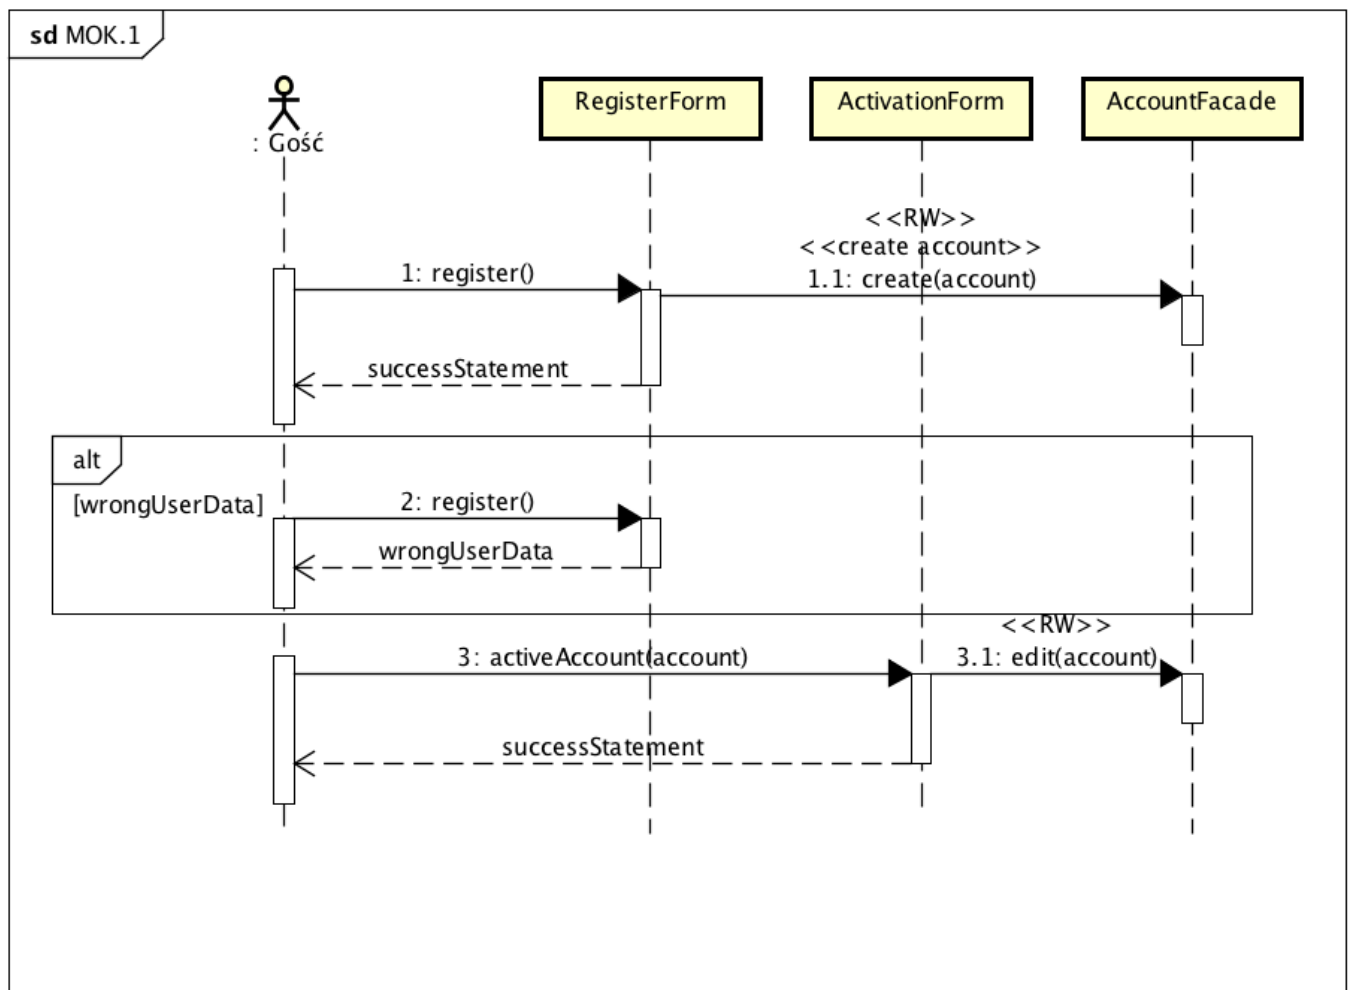 sd MOK.1
: Gość
RegisterForm
ActivationForm
AccountFacade
<<RW>>
<<create account>>
1: register()
1.1: create(account)
successStatement
alt
[wrongUserData]
2: register()
wrongUserData
<<RW>>
3: activeAccount(account)
3.1: edit(account)
successStatement